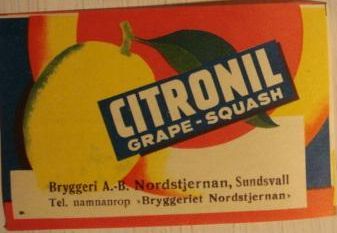 CITRONIL
GRAPE-SQUASH
Bryggeri A.-B. Nordstjernan, Sundsvall
Tel. namnanrop »Bryggeriet Nordstjernan»